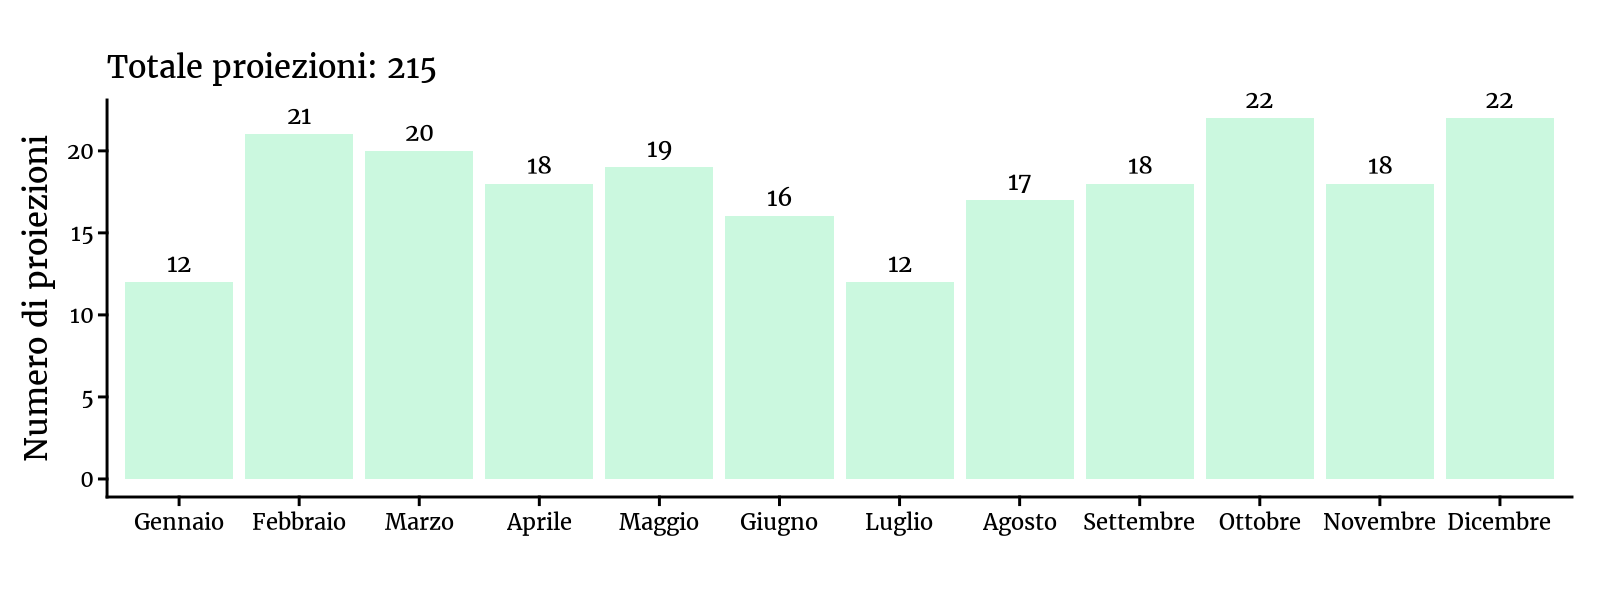 Totale proiezioni: 215
Numero di proiezioni
20
15
10
5
0
12
21
20
18
19
16
12
17
18
22
18
22
Gennaio
Febbraio
Marzo
Aprile
Maggio
Giugno
Luglio
Agosto
Settembre
Ottobre
Novembre
Dicembre